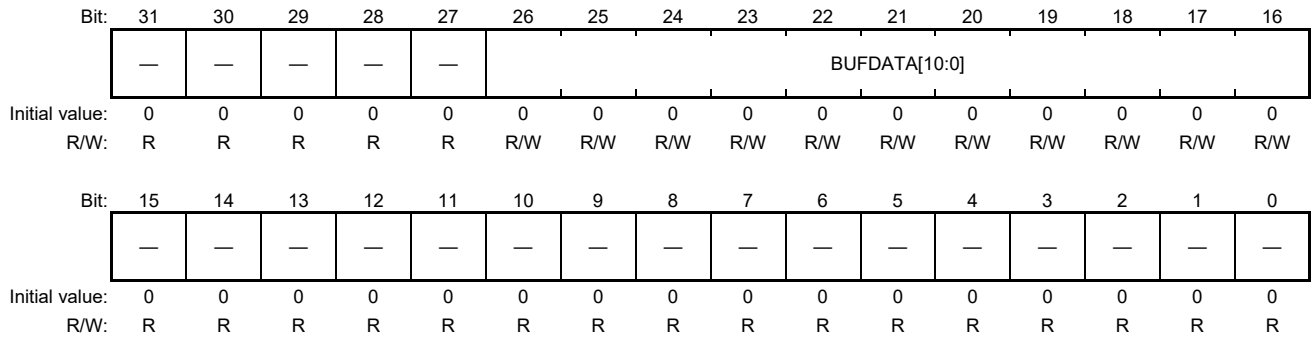 Bit: 31 30 29 28 27 26 25 24 23 22 21 20 19 18 17 16
— — — — — BUFDATA[10:0]
Initial value: 0 0 0 0 0 0 0 0 0 0 0 0 0 0 0 0
R/W: R R R R R R/W R/W R/W R/W R/W R/W R/W R/W R/W R/W R/W
Bit: 15 14 13 12 11 10 9 8 7 6 5 4 3 2 1 0
— — — — — — — — — — — — — — — —
Initial value: 0 0 0 0 0 0 0 0 0 0 0 0 0 0 0 0
R/W: R R R R R R R R R R R R R R R R